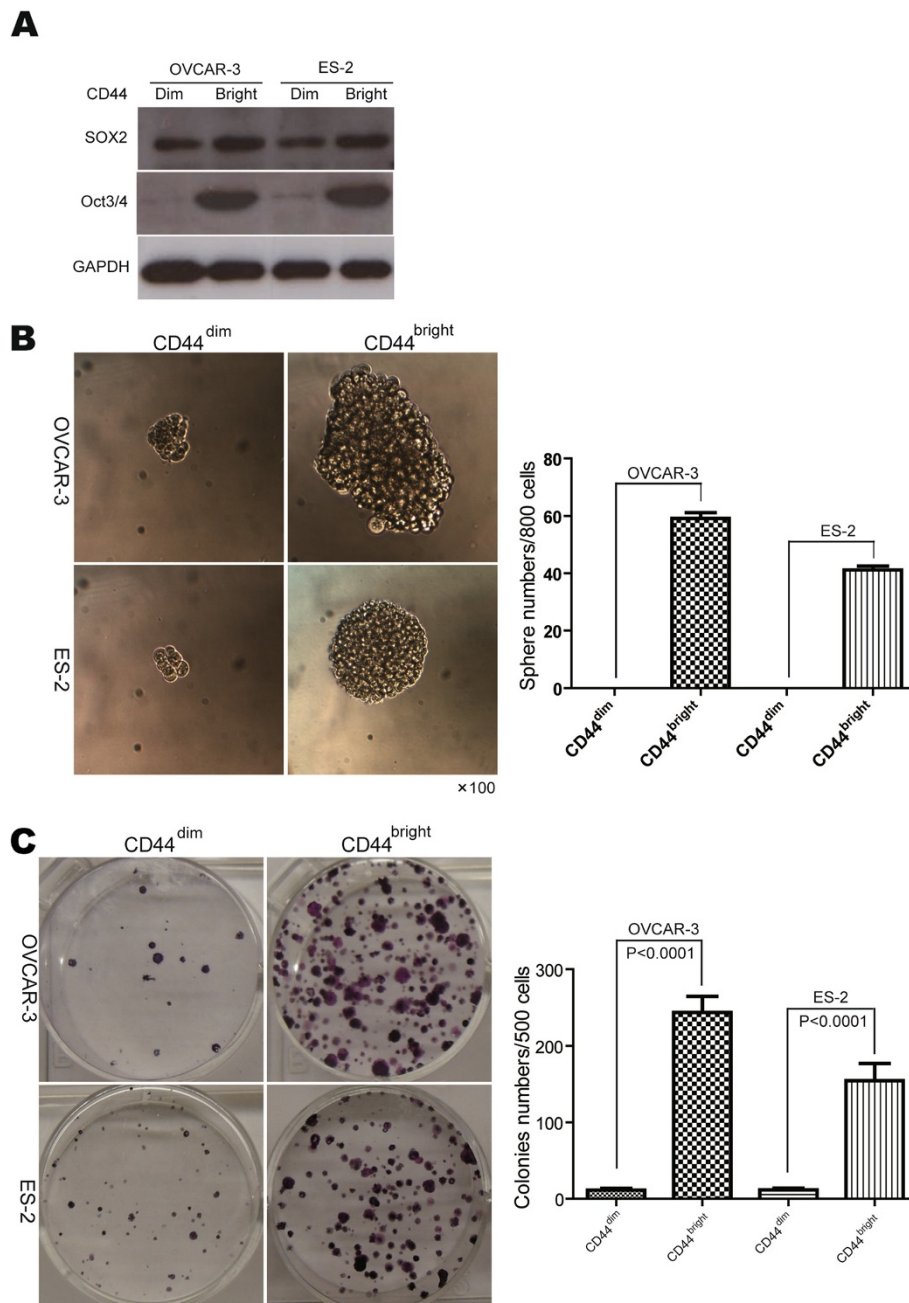 A
OVCAR-3 ES-2
CD44 Dim Bright Dim Bright
SOX2
Oct3/4
GAPDH
B
CD44dim CD44bright
OVCAR-3
ES-2
×100
Sphere numbers/800 cells
80
60
40
20
0
OVCAR-3
ES-2
CD44dim CD44bright CD44dim CD44bright
C
CD44dim CD44bright
OVCAR-3
ES-2
Colonies numbers/500 cells
300
200
100
0
OVCAR-3
P<0.0001
ES-2
P<0.0001
CD44dim CD44bright CD44dim CD44bright